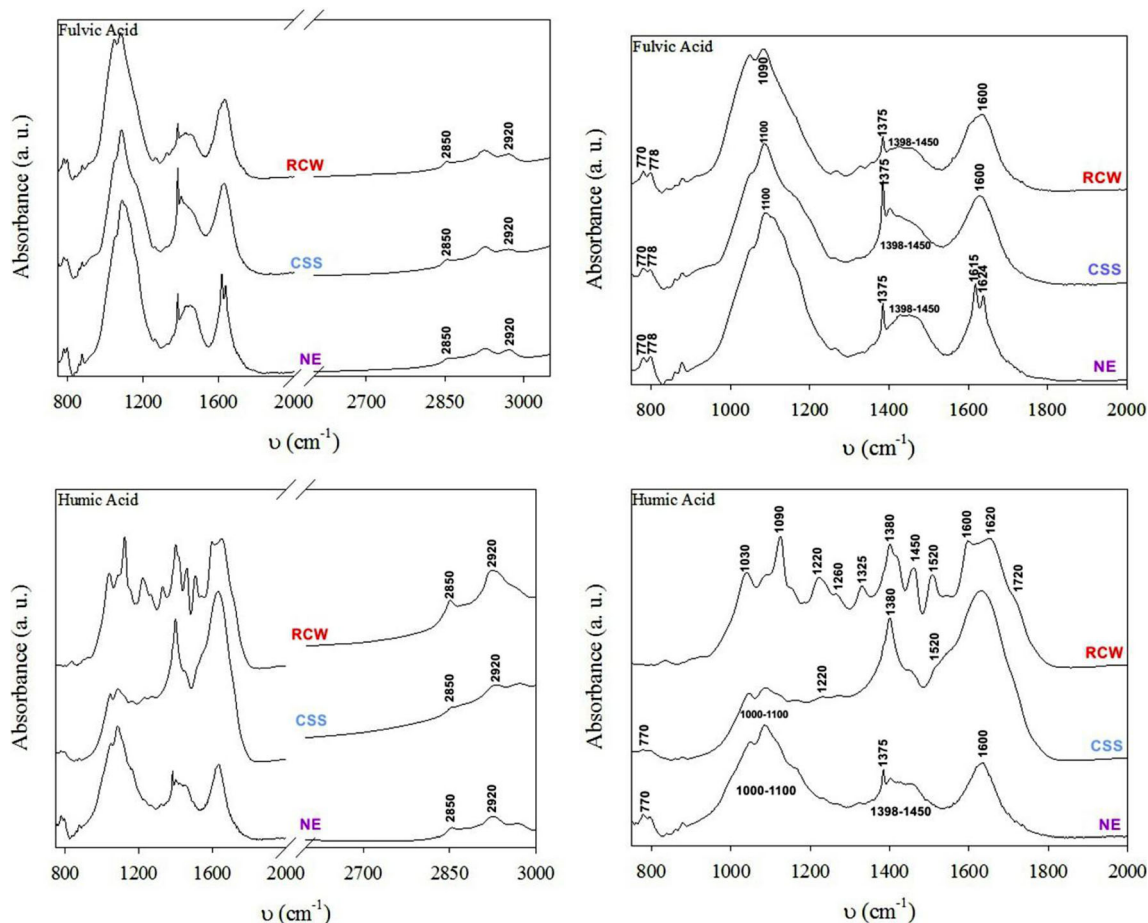 Fulvic Acid
Absorbance (a. u.)
RCW
CSS
NE
2850
2920
2850
2920
2850
2920
800 1200 1600 2000 2700 2850 3000
υ (cm-1)
Fulvic Acid
Absorbance (a. u.)
1090
1375
1398-1450
1600
770
778
RCW
1100
1375
1398-1450
1600
770
778
CSS
1100
1375
1398-1450
1615
1624
770
778
NE
800 1000 1200 1400 1600 1800 2000
υ (cm-1)
Humic Acid
Absorbance (a. u.)
2850
2920
RCW
2850
2920
CSS
2850
2920
NE
800 1200 1600 2000 2700 2850 3000
υ (cm-1)
Humic Acid
Absorbance (a. u.)
1030
1090
1220
1260
1325
1380
1450
1520
1600
1620
1720
RCW
770
1000-1100
1220
1380
1520
CSS
770
1000-1100
1375
1398-1450
1600
NE
800 1000 1200 1400 1600 1800 2000
υ (cm-1)